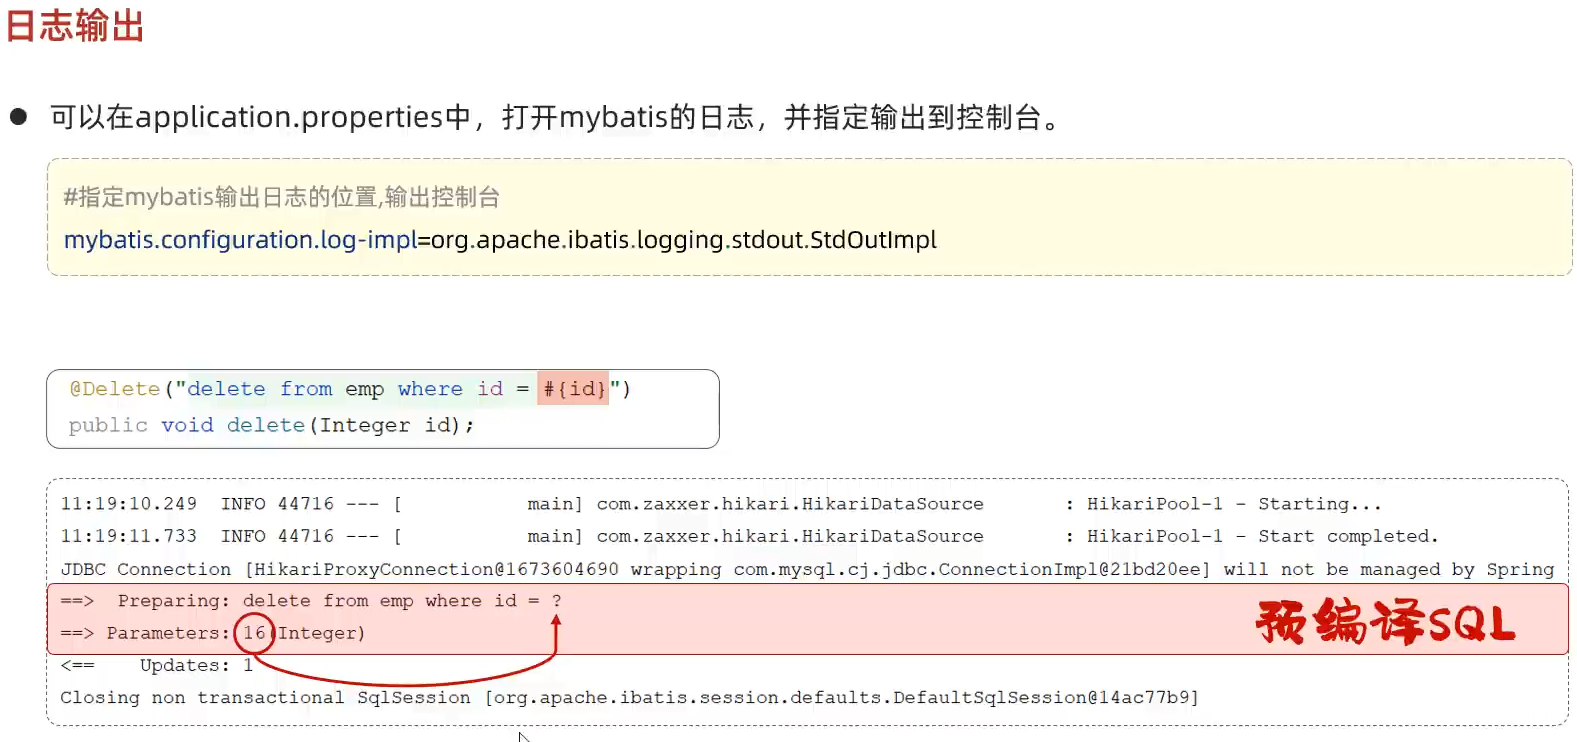 日志输出
● 可以在application.properties中，打开mybatis的日志，并指定输出到控制台。
#指定mybatis输出日志的位置,输出控制台
mybatis.configuration.log-impl=org.apache.ibatis.logging.stdout.StdOutImpl
@Delete("delete from emp where id = #{id}")
public void delete(Integer id);
11:19:10.249  INFO 44716 --- [           main] com.zaxxer.hikari.HikariDataSource       : HikariPool-1 - Starting...
11:19:11.733  INFO 44716 --- [           main] com.zaxxer.hikari.HikariDataSource       : HikariPool-1 - Start completed.
JDBC Connection [HikariProxyConnection@1673604690 wrapping com.mysql.cj.jdbc.ConnectionImpl@21bd20ee] will not be managed by Spring
==>  Preparing: delete from emp where id = ?
==> Parameters: 16(Integer)
预编译SQL
<==    Updates: 1
Closing non transactional SqlSession [org.apache.ibatis.session.defaults.DefaultSqlSession@14ac77b9]